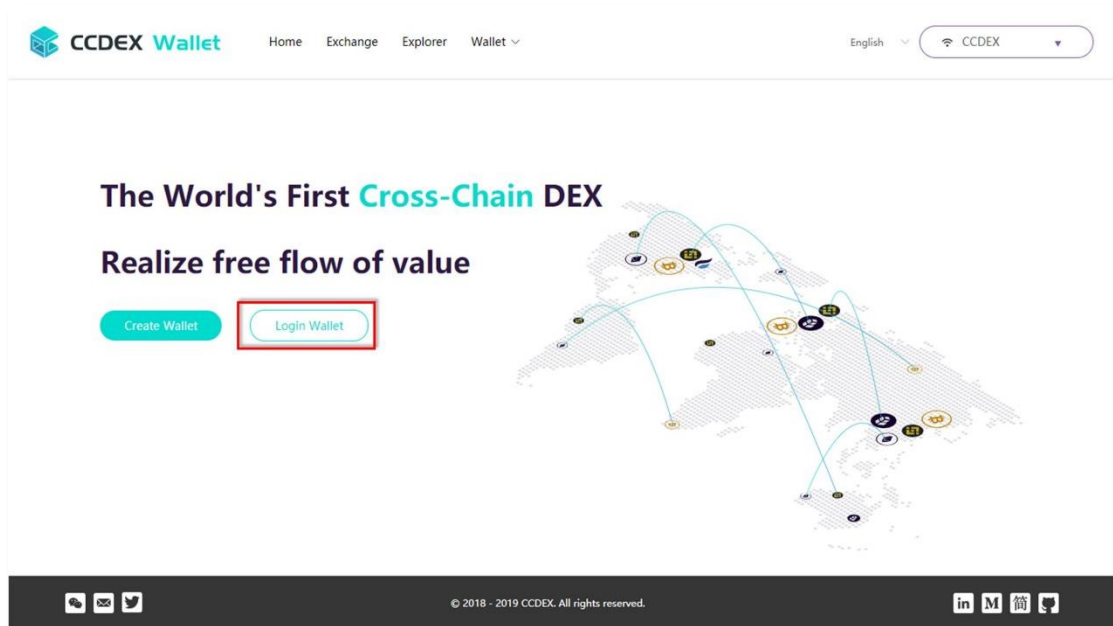 CCDEX Wallet Home Exchange Explorer Wallet English CCDEX
The World's First Cross-Chain DEX
Realize free flow of value
Create Wallet Login Wallet
© 2018 - 2019 CCDEX. All rights reserved.
in M 简